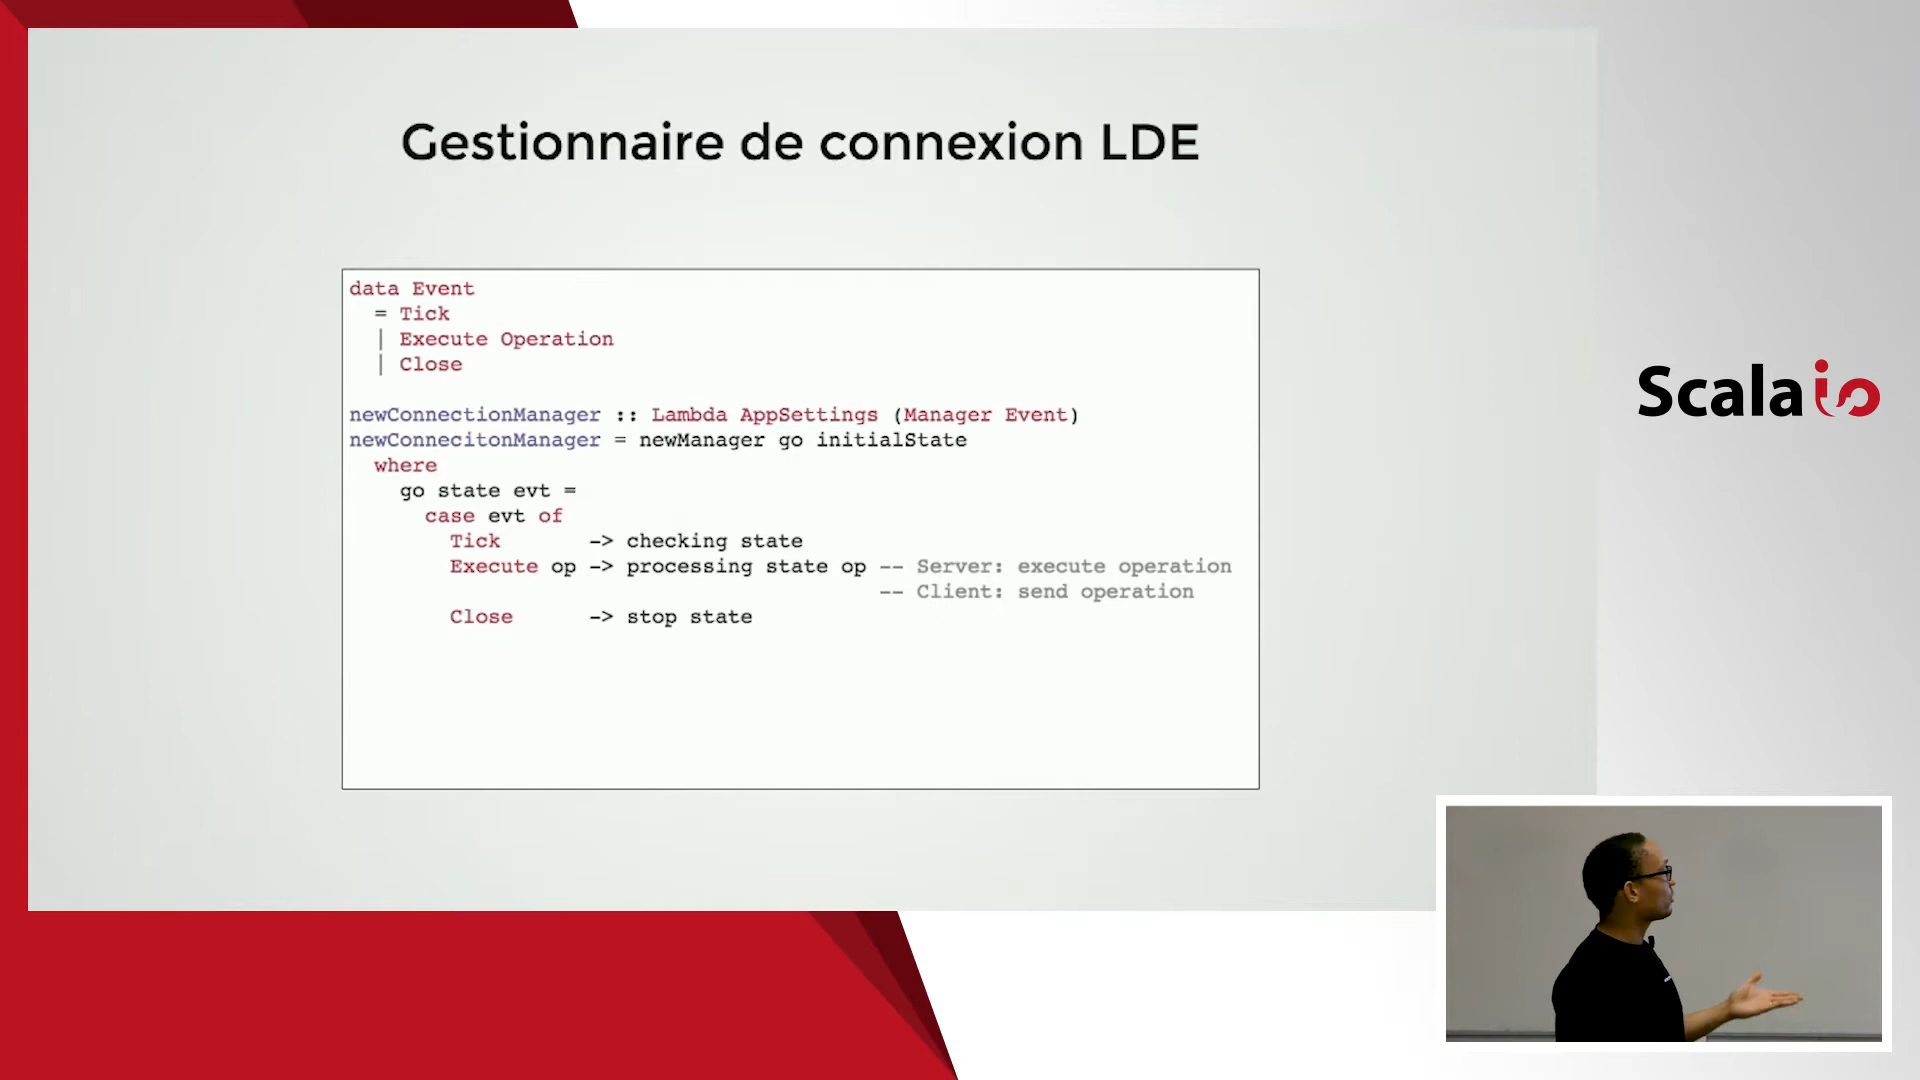 Gestionnaire de connexion LDE
data Event
  = Tick
  | Execute Operation
  | Close
newConnectionManager :: Lambda AppSettings (Manager Event)
newConnecitonManager = newManager go initialState
  where
    go state evt =
      case evt of
        Tick       -> checking state
        Execute op -> processing state op -- Server: execute operation
                                          -- Client: send operation
        Close      -> stop state
Scalaio